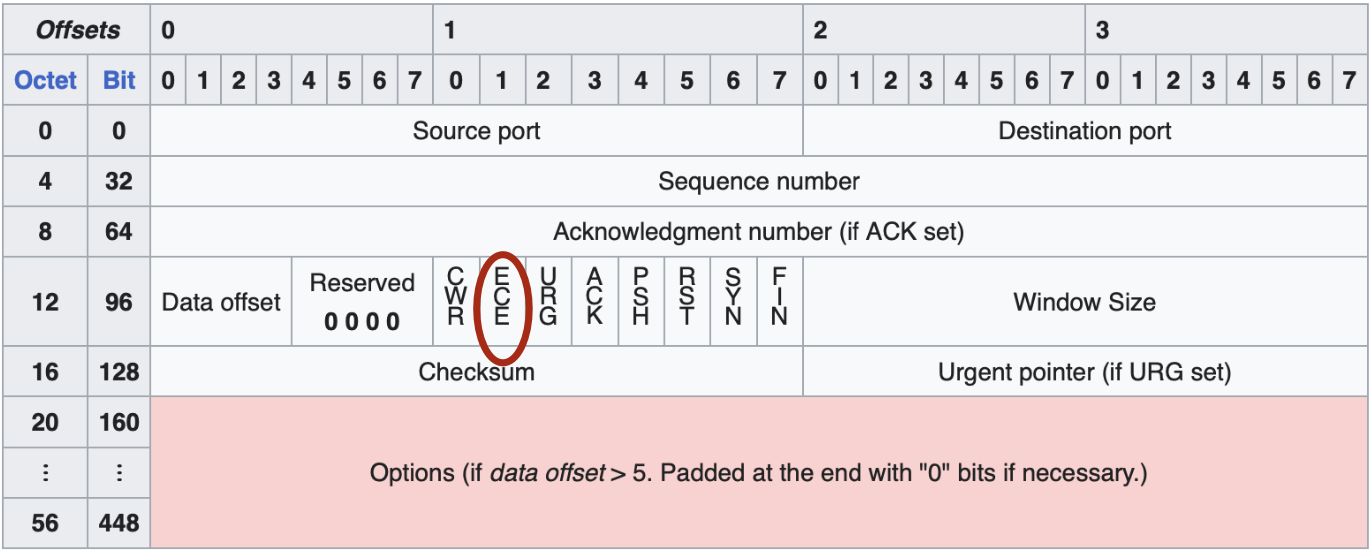 Offsets 0 1 2 3
Octet Bit 0 1 2 3 4 5 6 7 0 1 2 3 4 5 6 7 0 1 2 3 4 5 6 7 0 1 2 3 4 5 6 7
0 0 Source port Destination port
4 32 Sequence number
8 64 Acknowledgment number (if ACK set)
12 96 Data offset Reserved 0 0 0 0 CWR ECE URG ACK PSH RST SYN FIN Window Size
16 128 Checksum Urgent pointer (if URG set)
20 160
⋮ ⋮ Options (if data offset > 5. Padded at the end with "0" bits if necessary.)
56 448